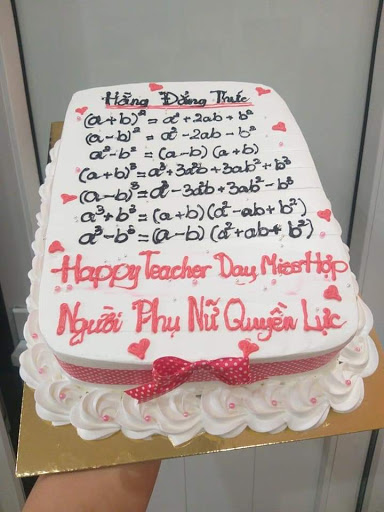 Hằng Đẳng Thức
(a+b)² = a²+2ab+b²
(a-b)² = a²-2ab-b²
a²-b² = (a-b) (a+b)
(a+b)³ = a³+3a²b+3ab²+b³
(a-b)³ = a³-3a²b+3ab²-b³
a³+b³ = (a+b) (a²-ab+b²)
a³-b³ = (a-b) (a²+ab+b²)
Happy Teacher Day Miss Hợp
Người Phụ Nữ Quyền Lực